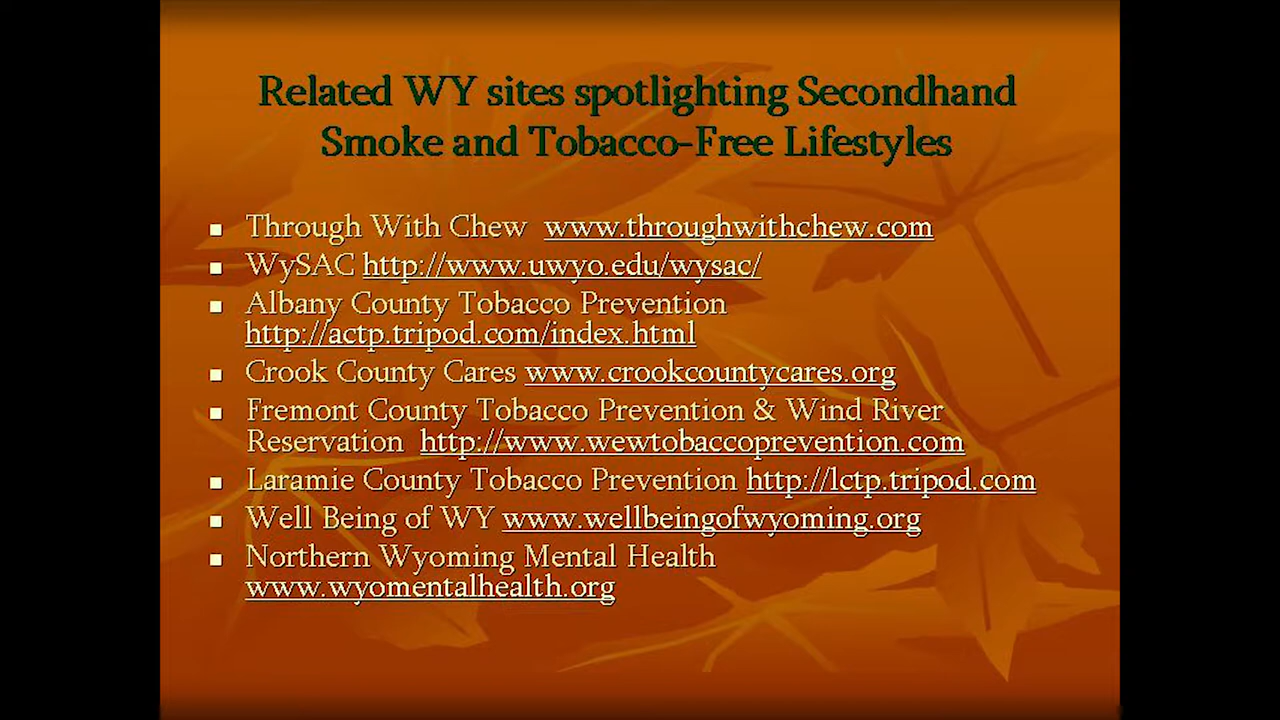 Related WY sites spotlighting Secondhand
Smoke and Tobacco-Free Lifestyles
Through With Chew www.throughwithchew.com
WySAC http://www.uwyo.edu/wysac/
Albany County Tobacco Prevention
http://actp.tripod.com/index.html
Crook County Cares www.crookcountycares.org
Fremont County Tobacco Prevention & Wind River
Reservation http://www.wewtobaccoprevention.com
Laramie County Tobacco Prevention http://lctp.tripod.com
Well Being of WY www.wellbeingofwyoming.org
Northern Wyoming Mental Health
www.wyomentalhealth.org